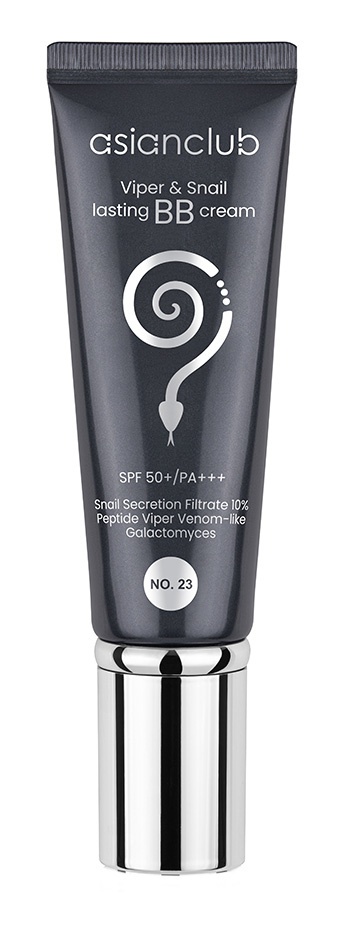 asianclub
Viper & Snail
lasting BB cream
SPF 50+/PA+++
Snail Secretion Filtrate 10%
Peptide Viper Venom-like
Galactomyces
NO. 23